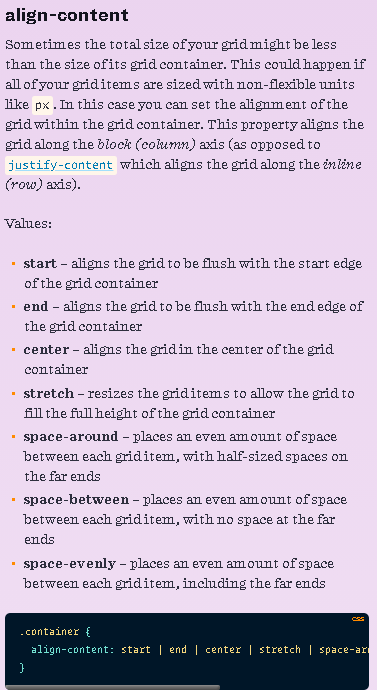 align-content
Sometimes the total size of your grid might be less
than the size of its grid container. This could happen if
all of your grid items are sized with non-flexible units
like px. In this case you can set the alignment of the
grid within the grid container. This property aligns the
grid along the block (column) axis (as opposed to
justify-content which aligns the grid along the inline
(row) axis).
Values:
• start – aligns the grid to be flush with the start edge
of the grid container
• end – aligns the grid to be flush with the end edge of
the grid container
• center – aligns the grid in the center of the grid
container
• stretch – resizes the grid items to allow the grid to
fill the full height of the grid container
• space-around – places an even amount of space
between each grid item, with half-sized spaces on
the far ends
• space-between – places an even amount of space
between each grid item, with no space at the far
ends
• space-evenly – places an even amount of space
between each grid item, including the far ends
CSS
.container {
align-content: start | end | center | stretch | space-ar
}